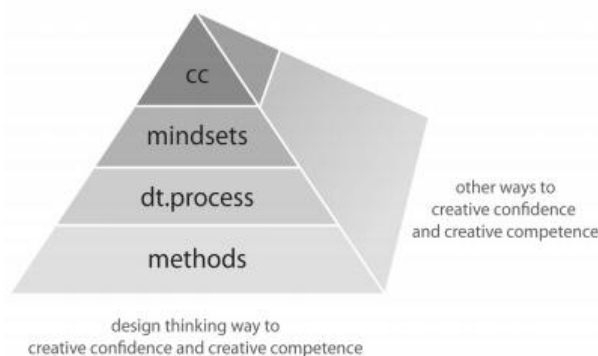 cc
mindsets
dt.process
methods
other ways to
creative confidence
and creative competence
design thinking way to
creative confidence and creative competence